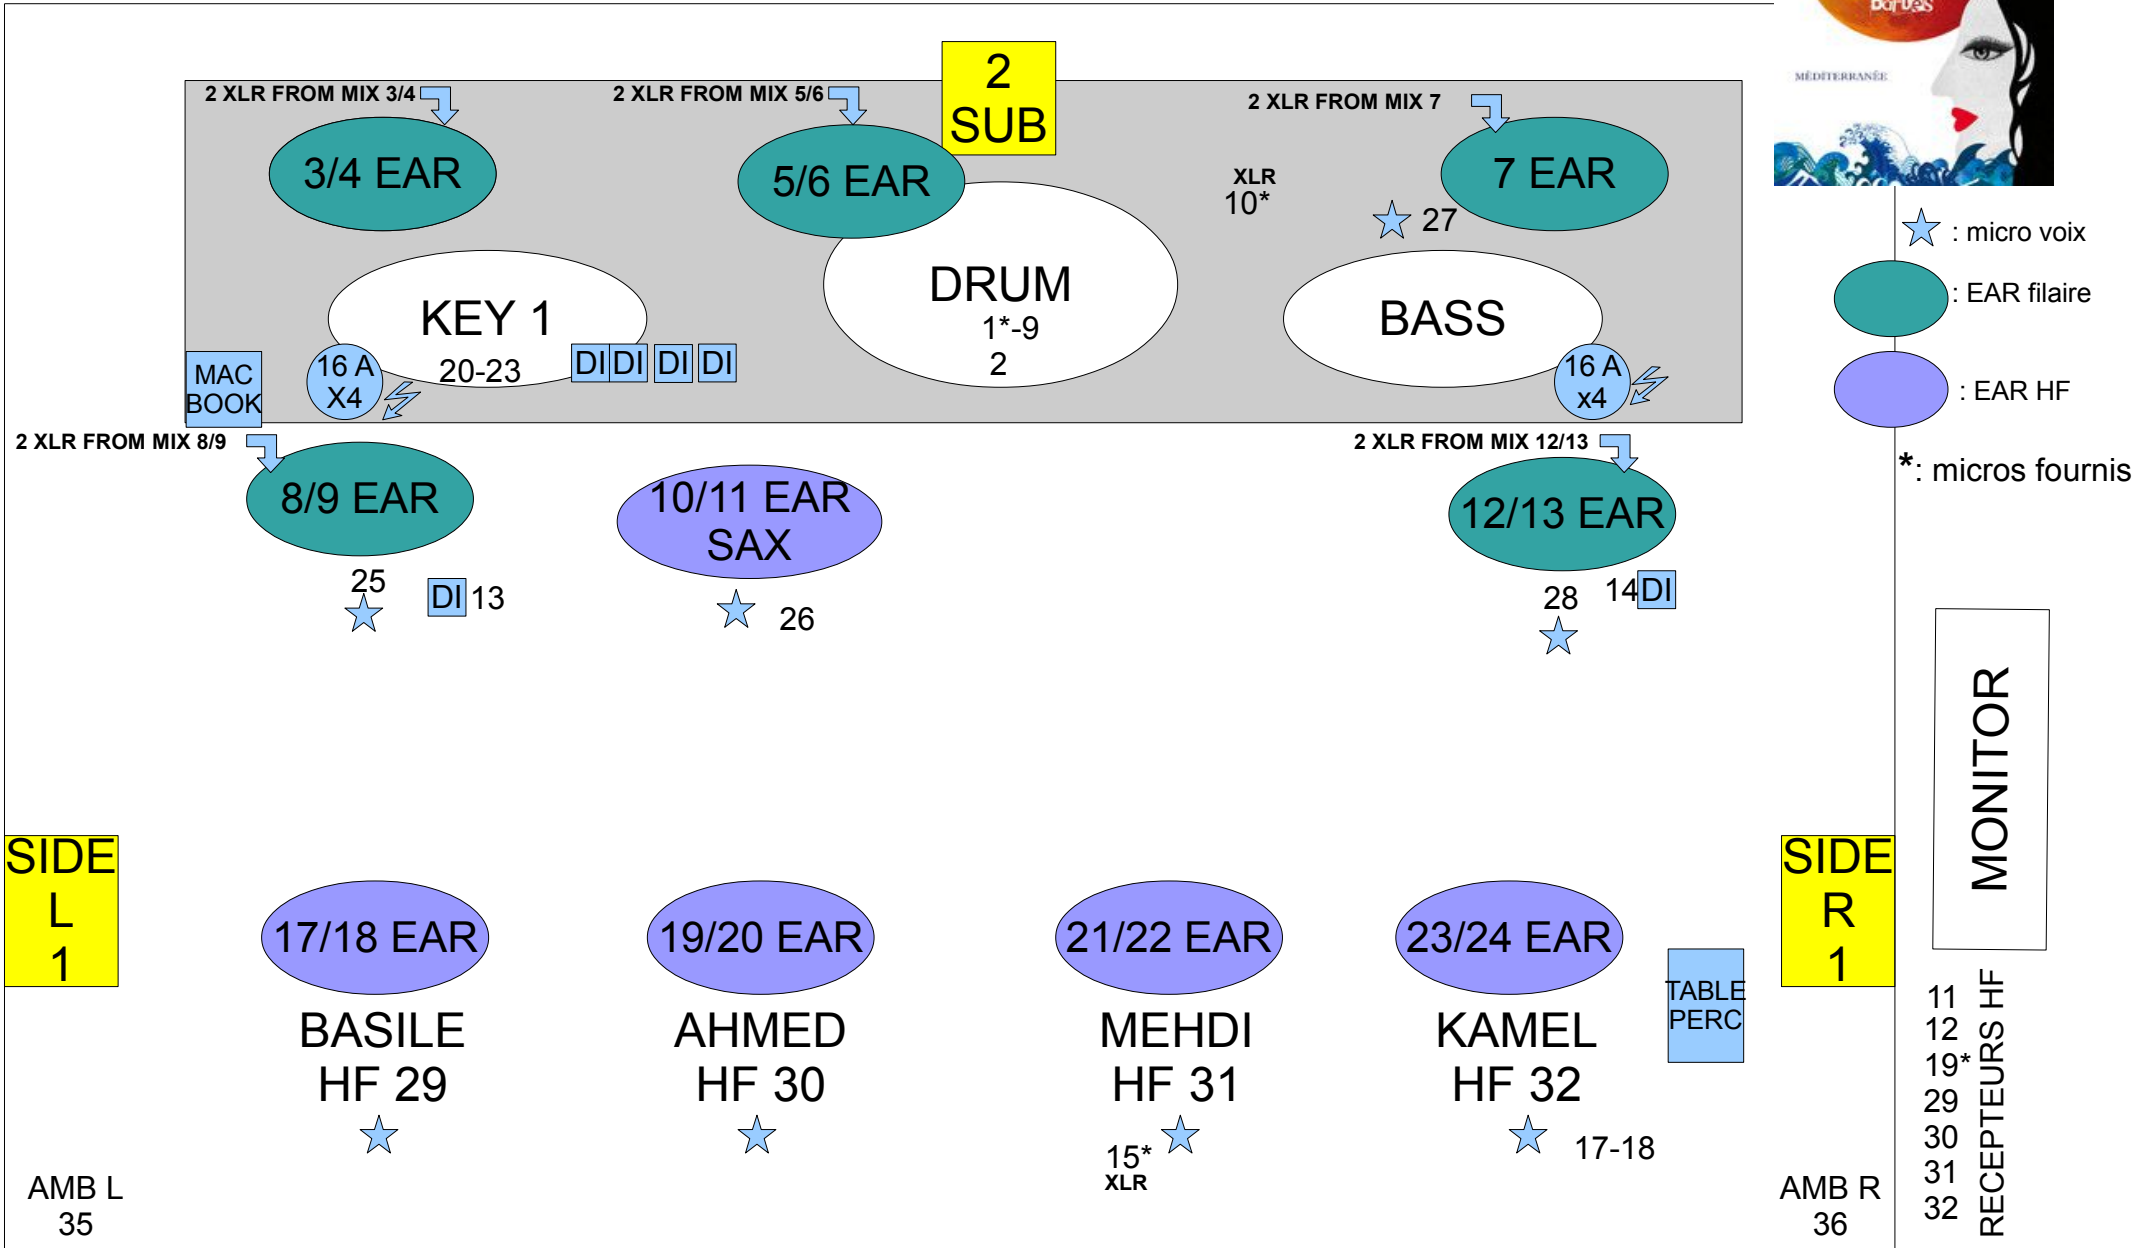 Barbès
MÉDITERRANÉE
2
SUB
2 XLR FROM MIX 3/4
2 XLR FROM MIX 5/6
2 XLR FROM MIX 7
3/4 EAR
5/6 EAR
7 EAR
XLR
10*
27
KEY 1
20-23
DI
DI
DI
DI
DRUM
1*-9
2
BASS
MAC
BOOK
16 A
X4
16 A
x4
2 XLR FROM MIX 8/9
2 XLR FROM MIX 12/13
8/9 EAR
10/11 EAR
SAX
12/13 EAR
25
DI 13
26
28
14 DI
: micro voix
: EAR filaire
: EAR HF
*: micros fournis
MONITOR
SIDE
L
1
SIDE
R
1
17/18 EAR
19/20 EAR
21/22 EAR
23/24 EAR
BASILE
HF 29
AHMED
HF 30
MEHDI
HF 31
KAMEL
HF 32
TABLE
PERC
15*
XLR
17-18
AMB L
35
AMB R
36
11
12
19*
29
30
31
32
RECEPTEURS HF